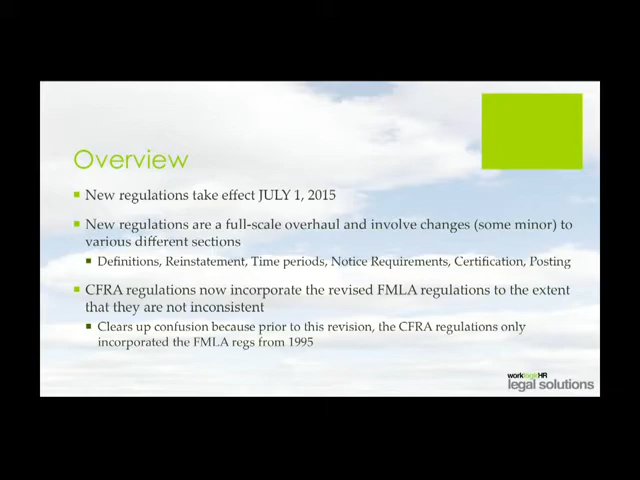 Overview
New regulations take effect JULY 1, 2015
New regulations are a full-scale overhaul and involve changes (some minor) to
various different sections
Definitions, Reinstatement, Time periods, Notice Requirements, Certification, Posting
CFRA regulations now incorporate the revised FMLA regulations to the extent
that they are not inconsistent
Clears up confusion because prior to this revision, the CFRA regulations only
incorporated the FMLA regs from 1995
worklogicHR
legal solutions